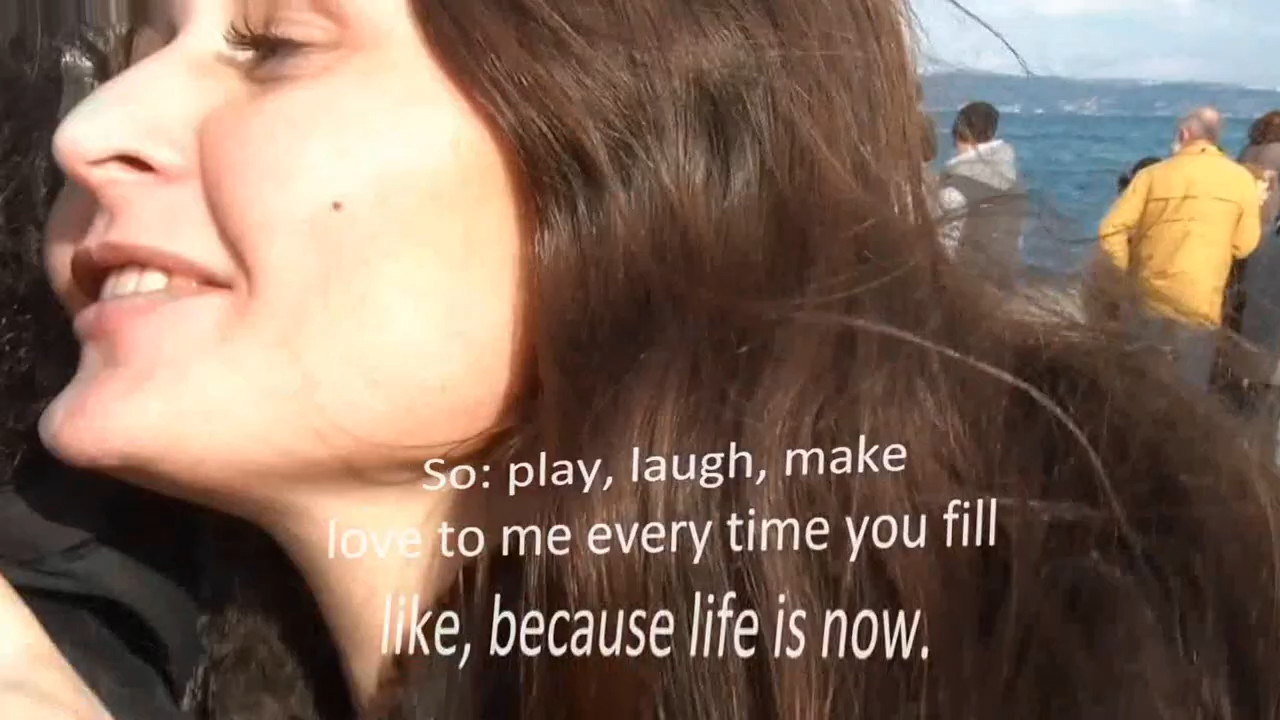 So: play, laugh, make
love to me every time you fill
like, because life is now.